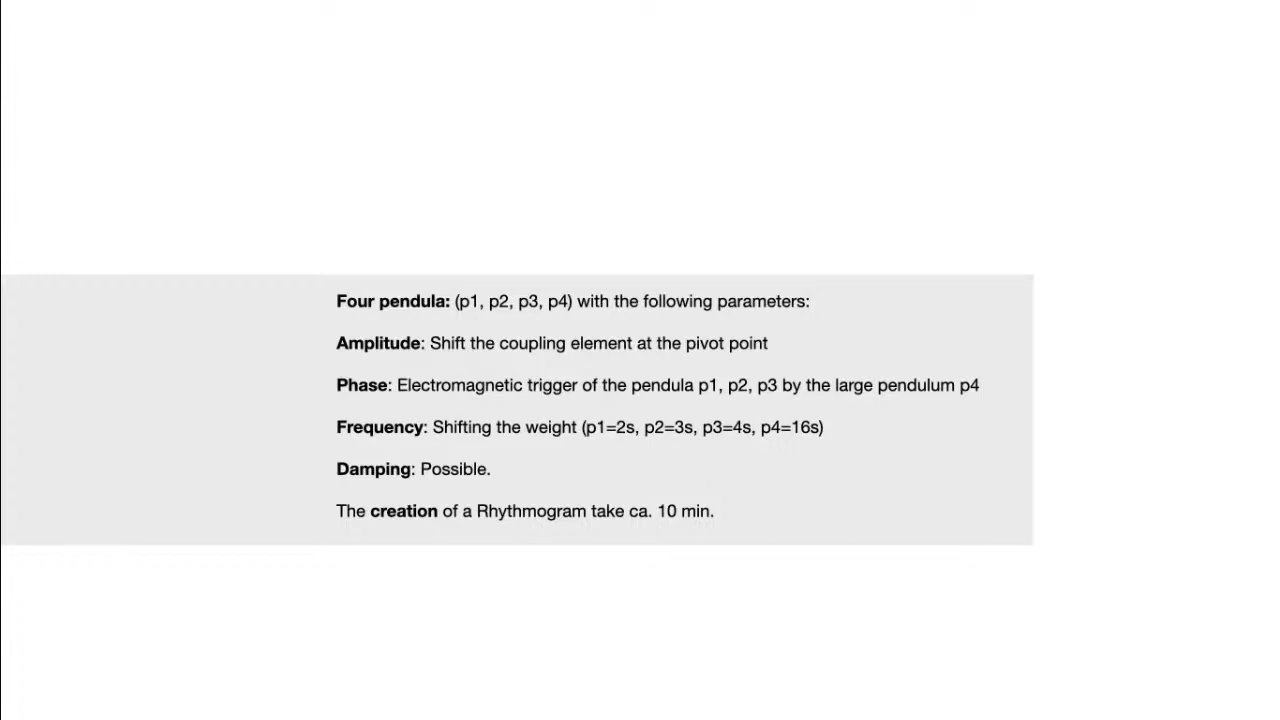 Four pendula: (p1, p2, p3, p4) with the following parameters:
Amplitude: Shift the coupling element at the pivot point
Phase: Electromagnetic trigger of the pendula p1, p2, p3 by the large pendulum p4
Frequency: Shifting the weight (p1=2s, p2=3s, p3=4s, p4=16s)
Damping: Possible.
The creation of a Rhythmogram take ca. 10 min.